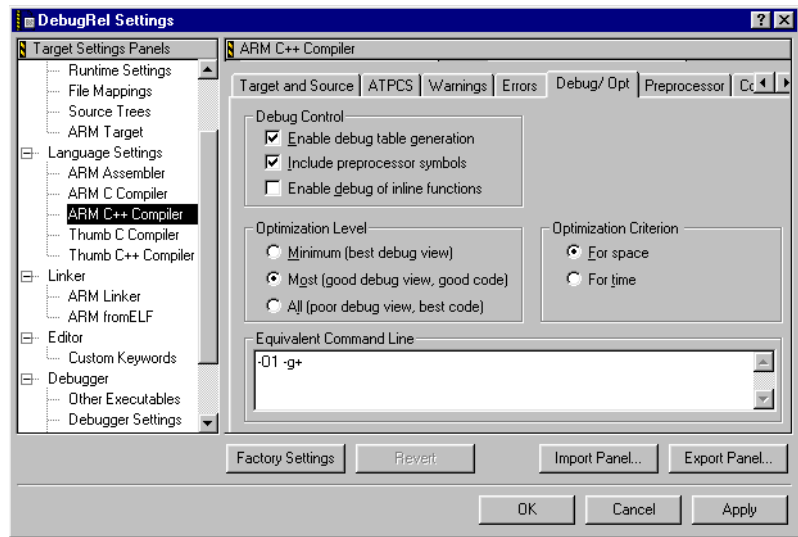 DebugRel Settings
Target Settings Panels
Runtime Settings
File Mappings
Source Trees
ARM Target
Language Settings
ARM Assembler
ARM C Compiler
ARM C++ Compiler
Thumb C Compiler
Thumb C++ Compiler
Linker
ARM Linker
ARM fromELF
Editor
Custom Keywords
Debugger
Other Executables
Debugger Settings
ARM C++ Compiler
Target and Source ATPCS Warnings Errors Debug/ Opt Preprocessor
Debug Control
Enable debug table generation
Include preprocessor symbols
Enable debug of inline functions
Optimization Level
Minimum (best debug view)
Most (good debug view, good code)
All (poor debug view, best code)
Optimization Criterion
For space
For time
Equivalent Command Line
-O1 -g+
Factory Settings Revert Import Panel... Export Panel...
OK Cancel Apply